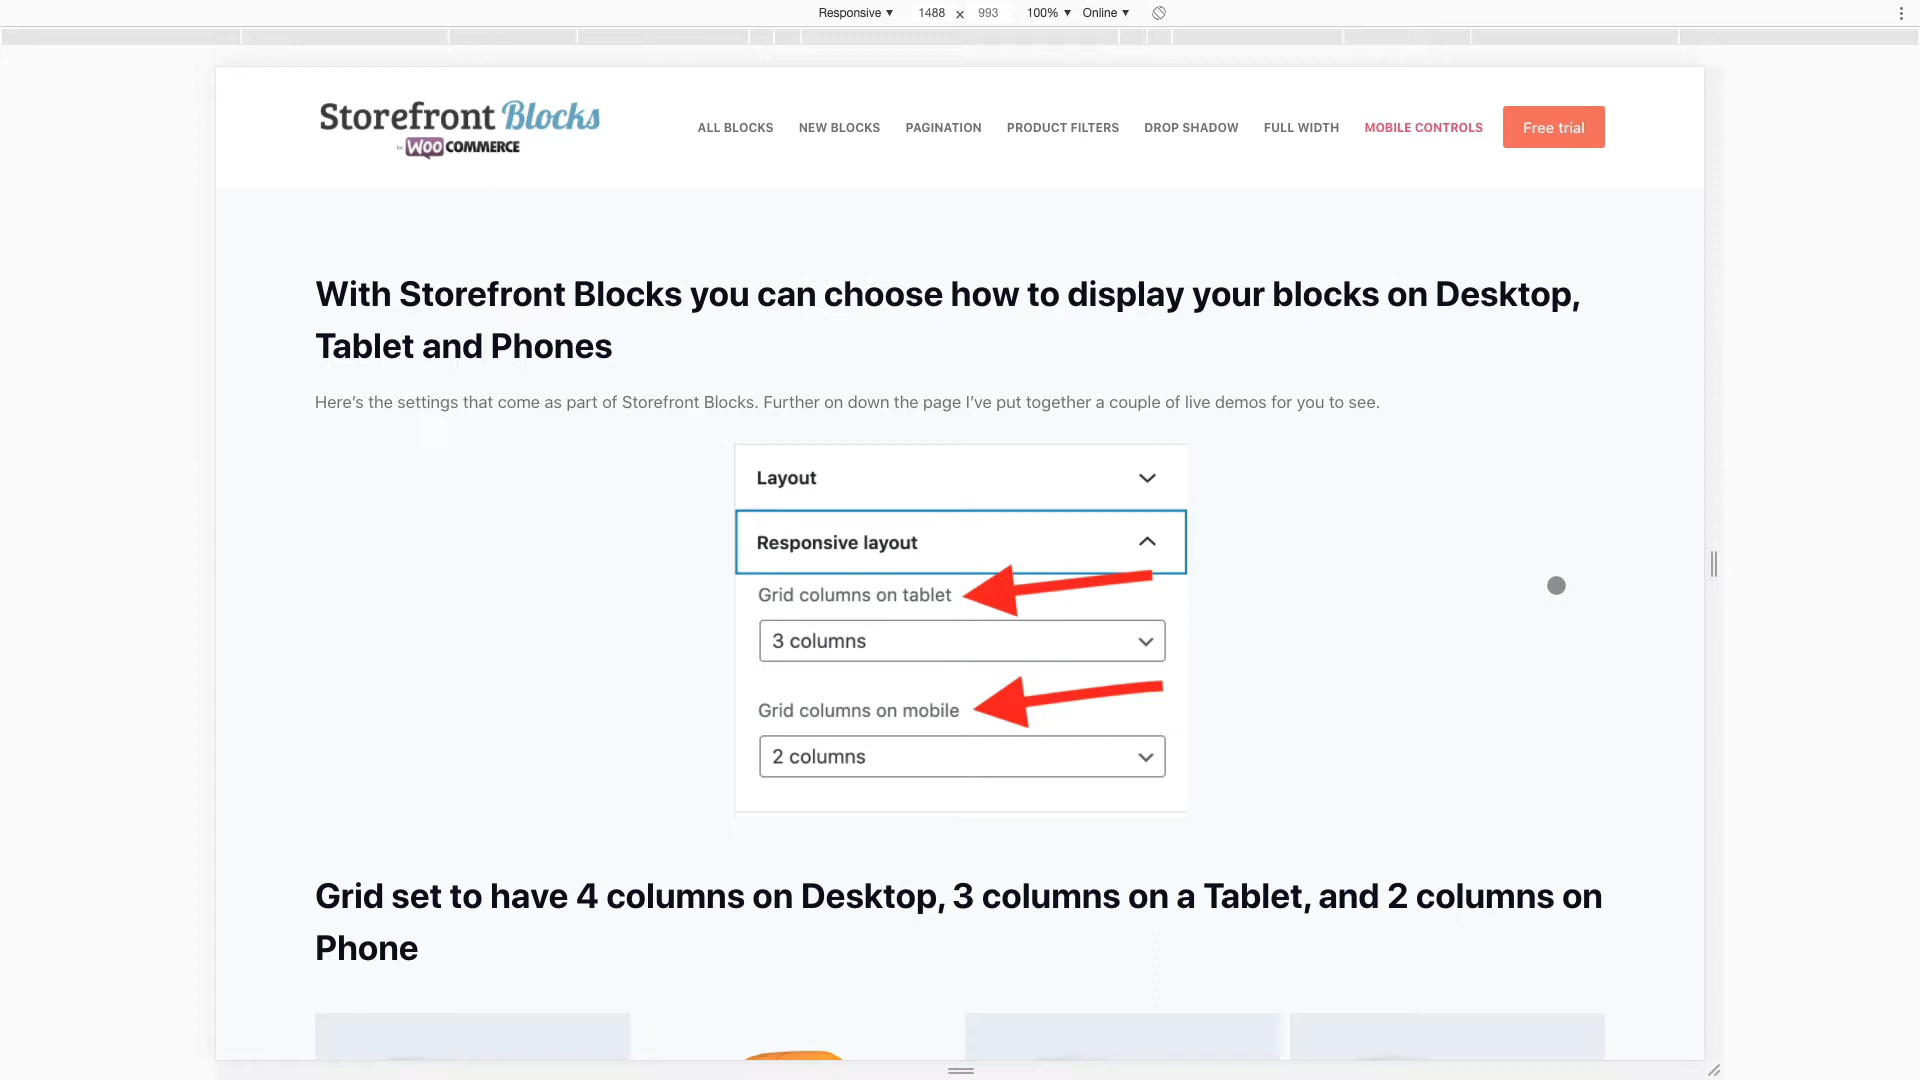 Responsive ▼ 1488 × 993 100% ▼ Online ▼
Storefront Blocks
for WOO COMMERCE
ALL BLOCKS NEW BLOCKS PAGINATION PRODUCT FILTERS DROP SHADOW FULL WIDTH MOBILE CONTROLS Free trial
With Storefront Blocks you can choose how to display your blocks on Desktop,
Tablet and Phones
Here’s the settings that come as part of Storefront Blocks. Further on down the page I’ve put together a couple of live demos for you to see.
Layout
Responsive layout
Grid columns on tablet
3 columns
Grid columns on mobile
2 columns
Grid set to have 4 columns on Desktop, 3 columns on a Tablet, and 2 columns on
Phone